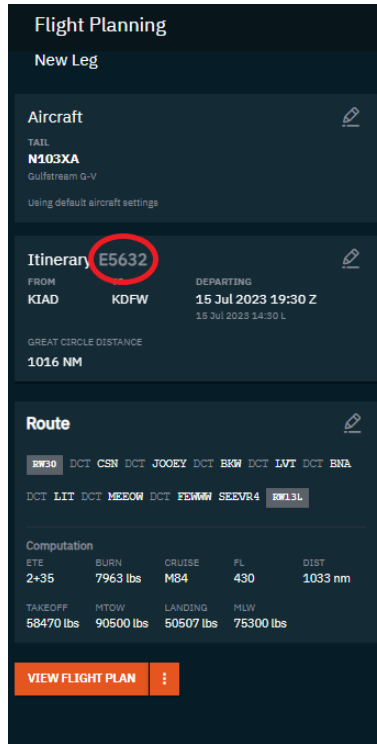 Flight Planning
New Leg
Aircraft
TAIL
N103XA
Gulfstream G-V
Using default aircraft settings
Itinerary E5632
FROM DEPARTING
KIAD KDFW 15 Jul 2023 19:30 Z
15 Jul 2023 14:30 L
GREAT CIRCLE DISTANCE
1016 NM
Route
RW30 DCT CSN DCT JOOEY DCT BKW DCT LVT DCT BNA
DCT LIT DCT MEEOW DCT FEWWW SEEVR4 RW13L
Computation
ETE BURN CRUISE FL DIST
2+35 7963 lbs M84 430 1033 nm
TAKEOFF MTOW LANDING MLW
58470 lbs 90500 lbs 50507 lbs 75300 lbs
VIEW FLIGHT PLAN